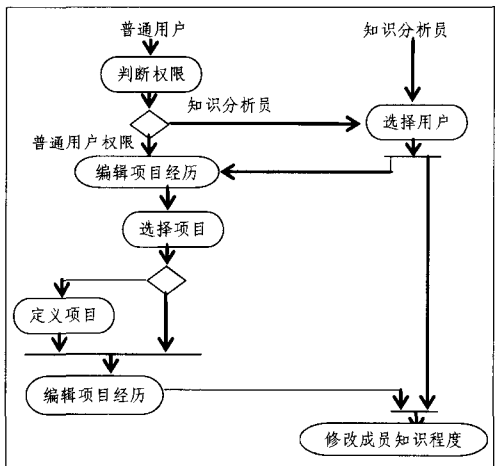 普通用户
知识分析员
判断权限
知识分析员
选择用户
普通用户权限
编辑项目经历
选择项目
定义项目
编辑项目经历
修改成员知识程度